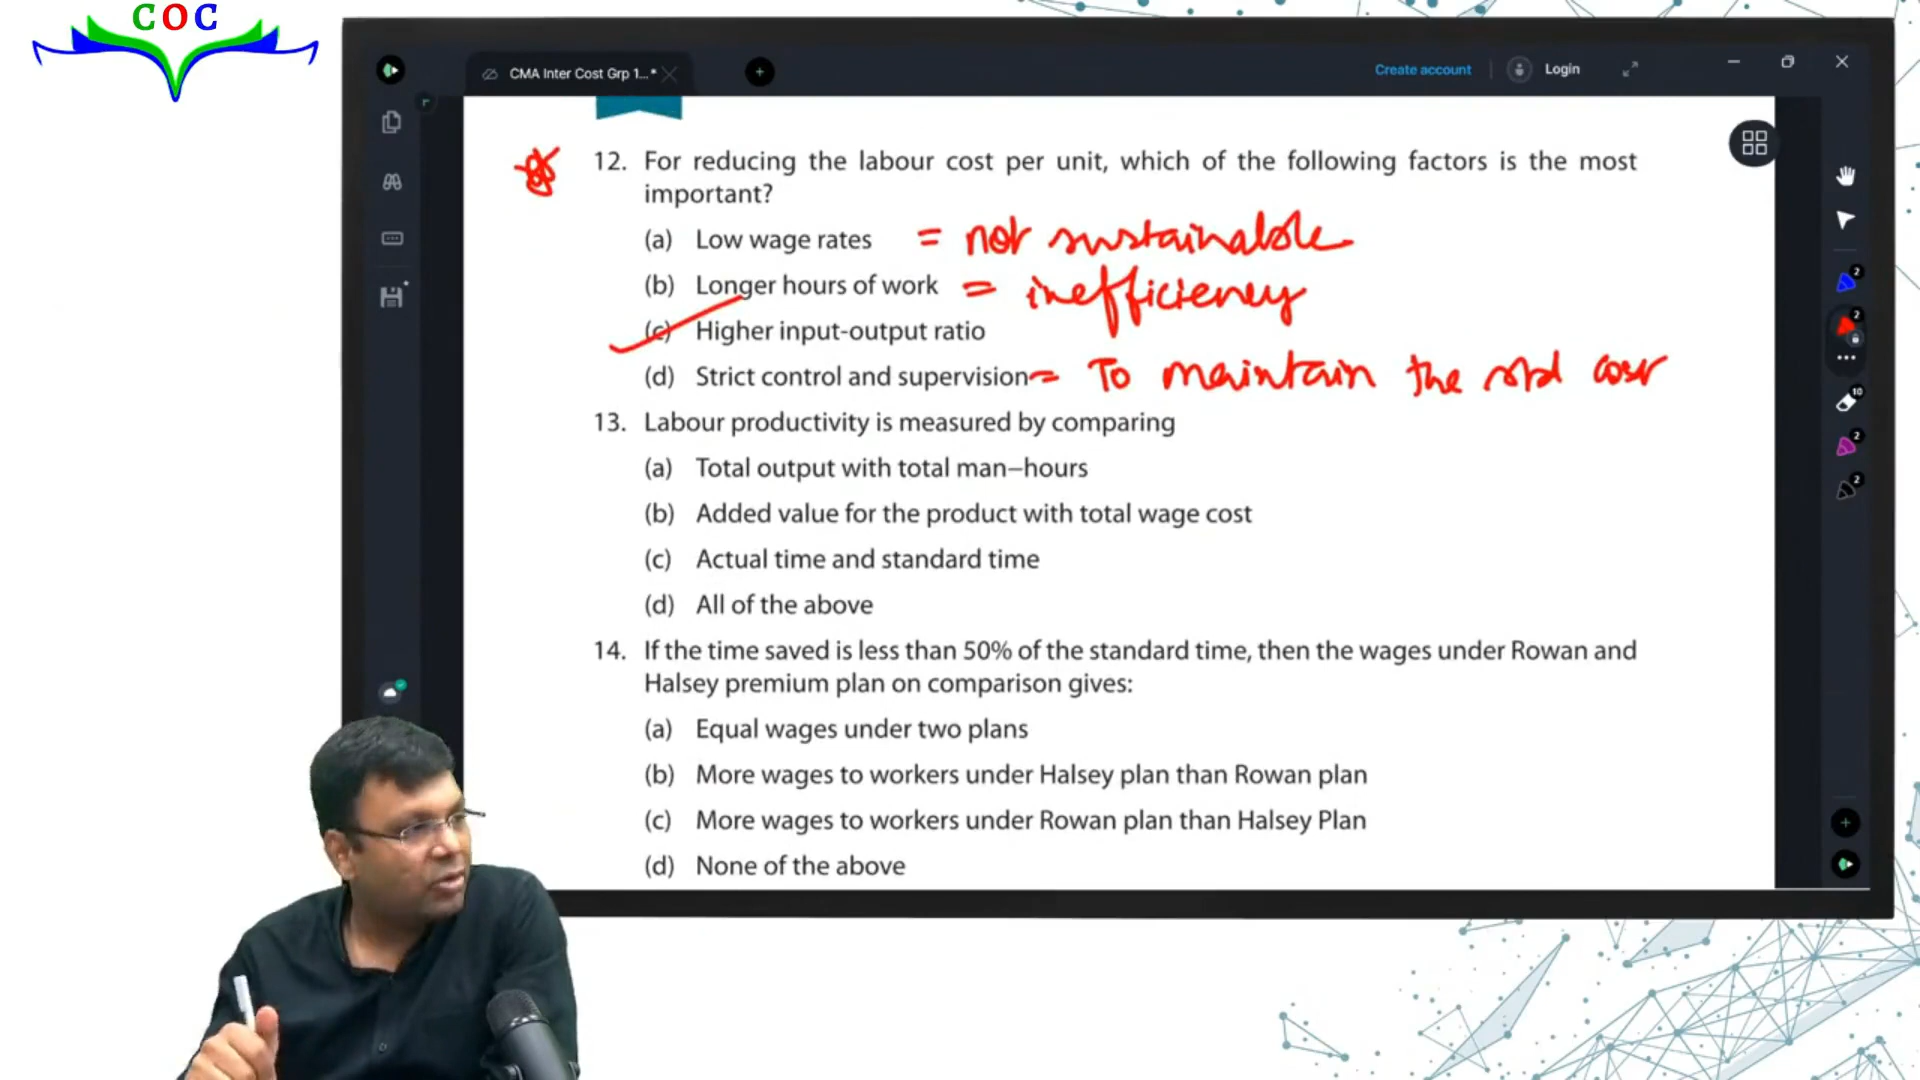 COC
CMA Inter Cost Grp 1...*
Create account
Login
12. For reducing the labour cost per unit, which of the following factors is the most
important?
(a) Low wage rates = not sustainable
(b) Longer hours of work = inefficiency
(c) Higher input-output ratio
(d) Strict control and supervision = To maintain the std cost
13. Labour productivity is measured by comparing
(a) Total output with total man–hours
(b) Added value for the product with total wage cost
(c) Actual time and standard time
(d) All of the above
14. If the time saved is less than 50% of the standard time, then the wages under Rowan and
Halsey premium plan on comparison gives:
(a) Equal wages under two plans
(b) More wages to workers under Halsey plan than Rowan plan
(c) More wages to workers under Rowan plan than Halsey Plan
(d) None of the above
2
2
10
2
2